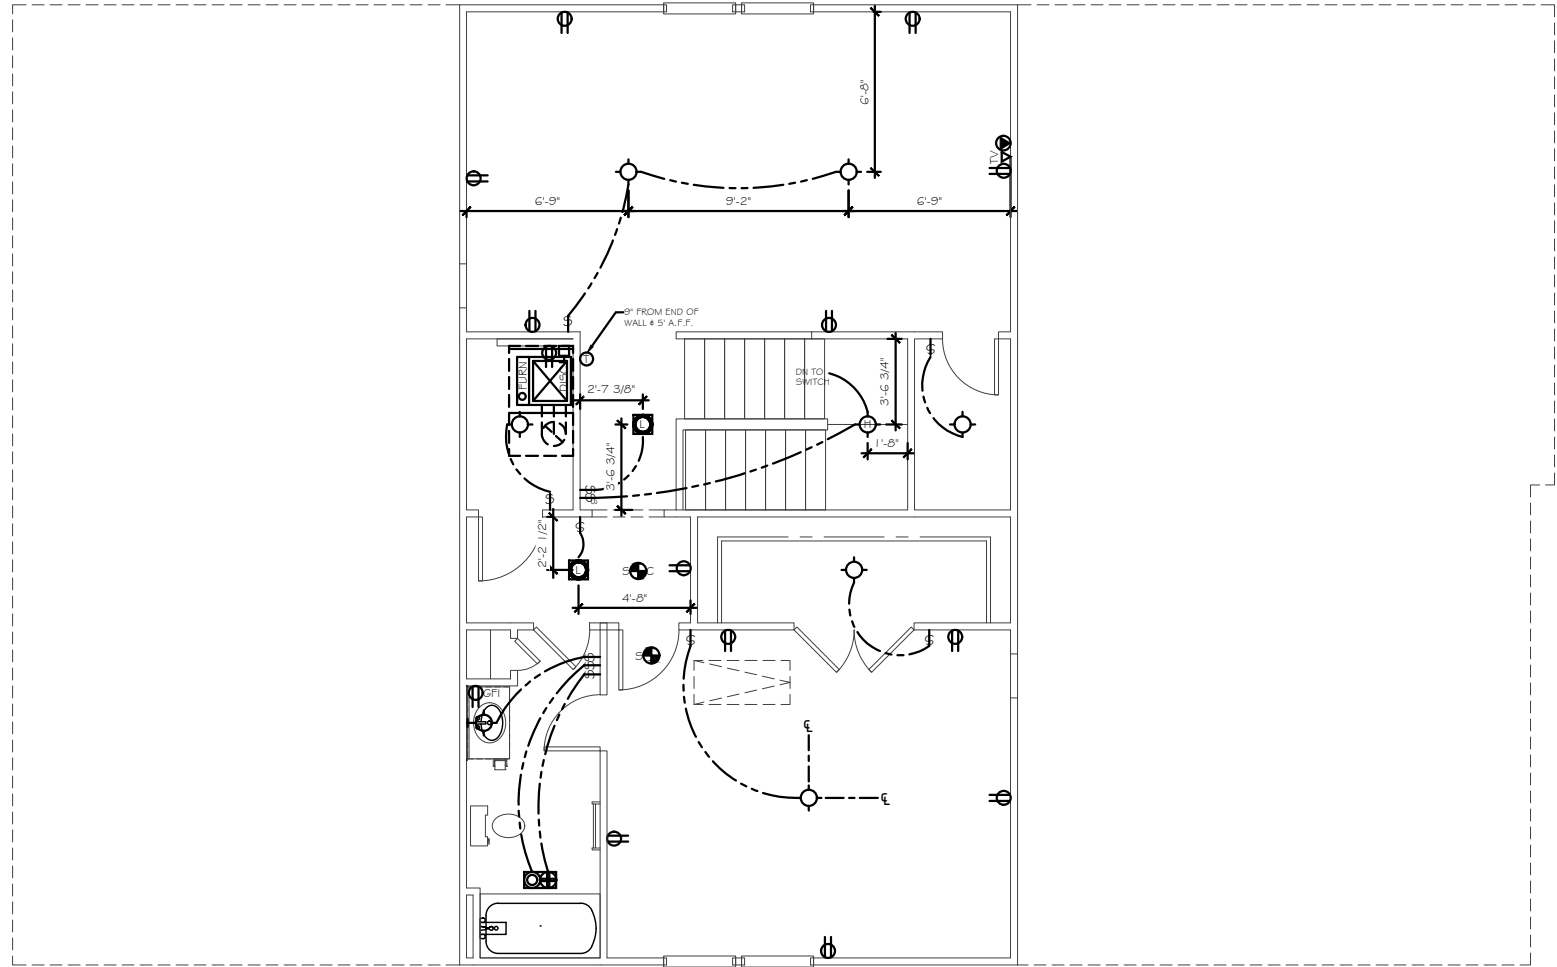 6'-8"
TV
6'-9"
9'-2"
6'-9"
9" FROM END OF
WALL & 5' A.F.F.
S
T
FURN
DISC
2'-7 3/8"
DN TO
SWITCH
3'-6 3/4"
S
L
H
3'-6 3/4"
1'-8"
S
S
S
S
2'-2 1/2"
L
S
C
4'-8"
S
S
S
S
S
S
GFI